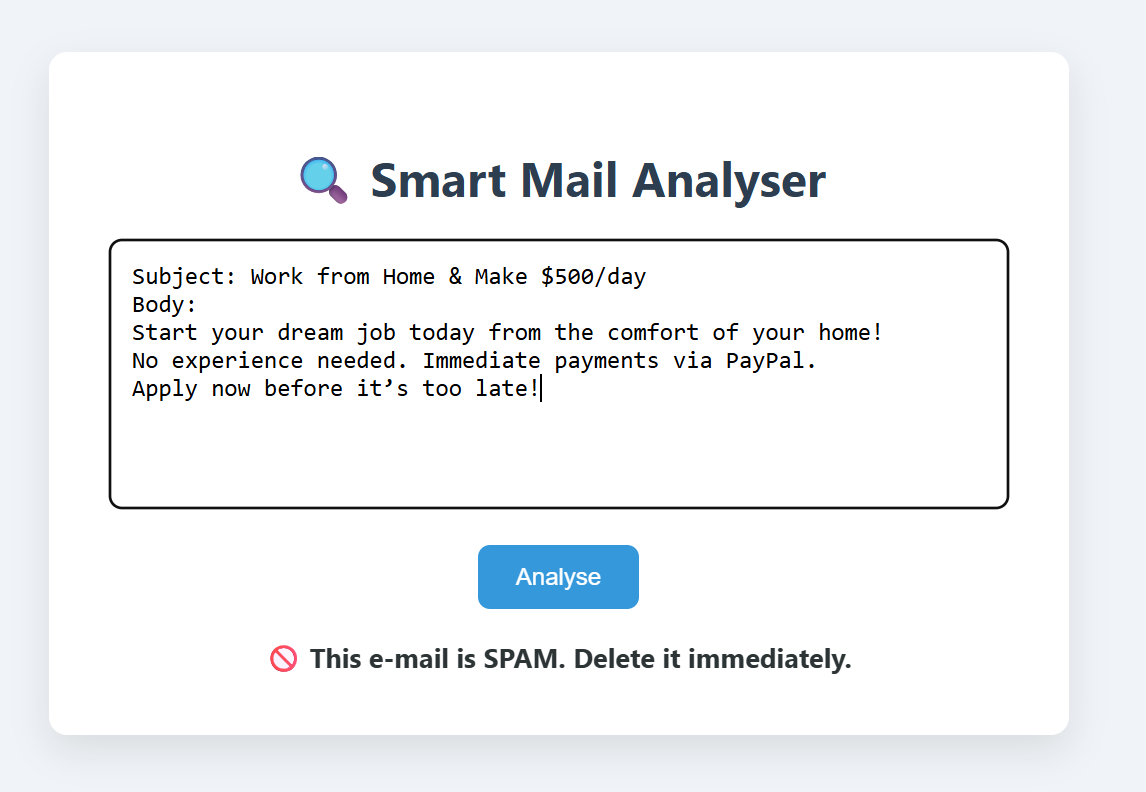 Smart Mail Analyser
Subject: Work from Home & Make $500/day
Body:
Start your dream job today from the comfort of your home!
No experience needed. Immediate payments via PayPal.
Apply now before it’s too late!
Analyse
This e-mail is SPAM. Delete it immediately.